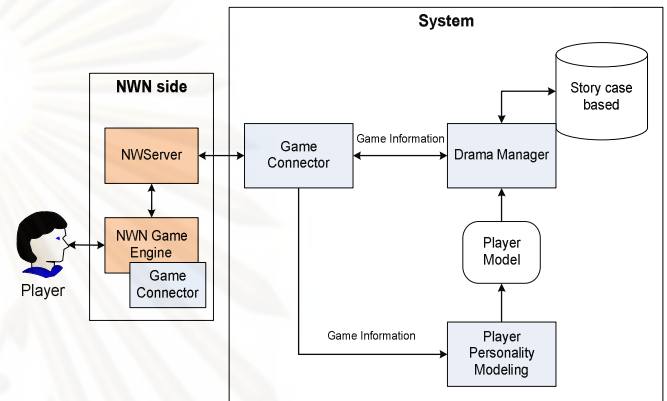 System
NWN side
NWServer
NWN Game
Engine
Game
Connector
Player
Game
Connector
Game Information
Drama Manager
Story case
based
Player
Model
Game Information
Player
Personality
Modeling